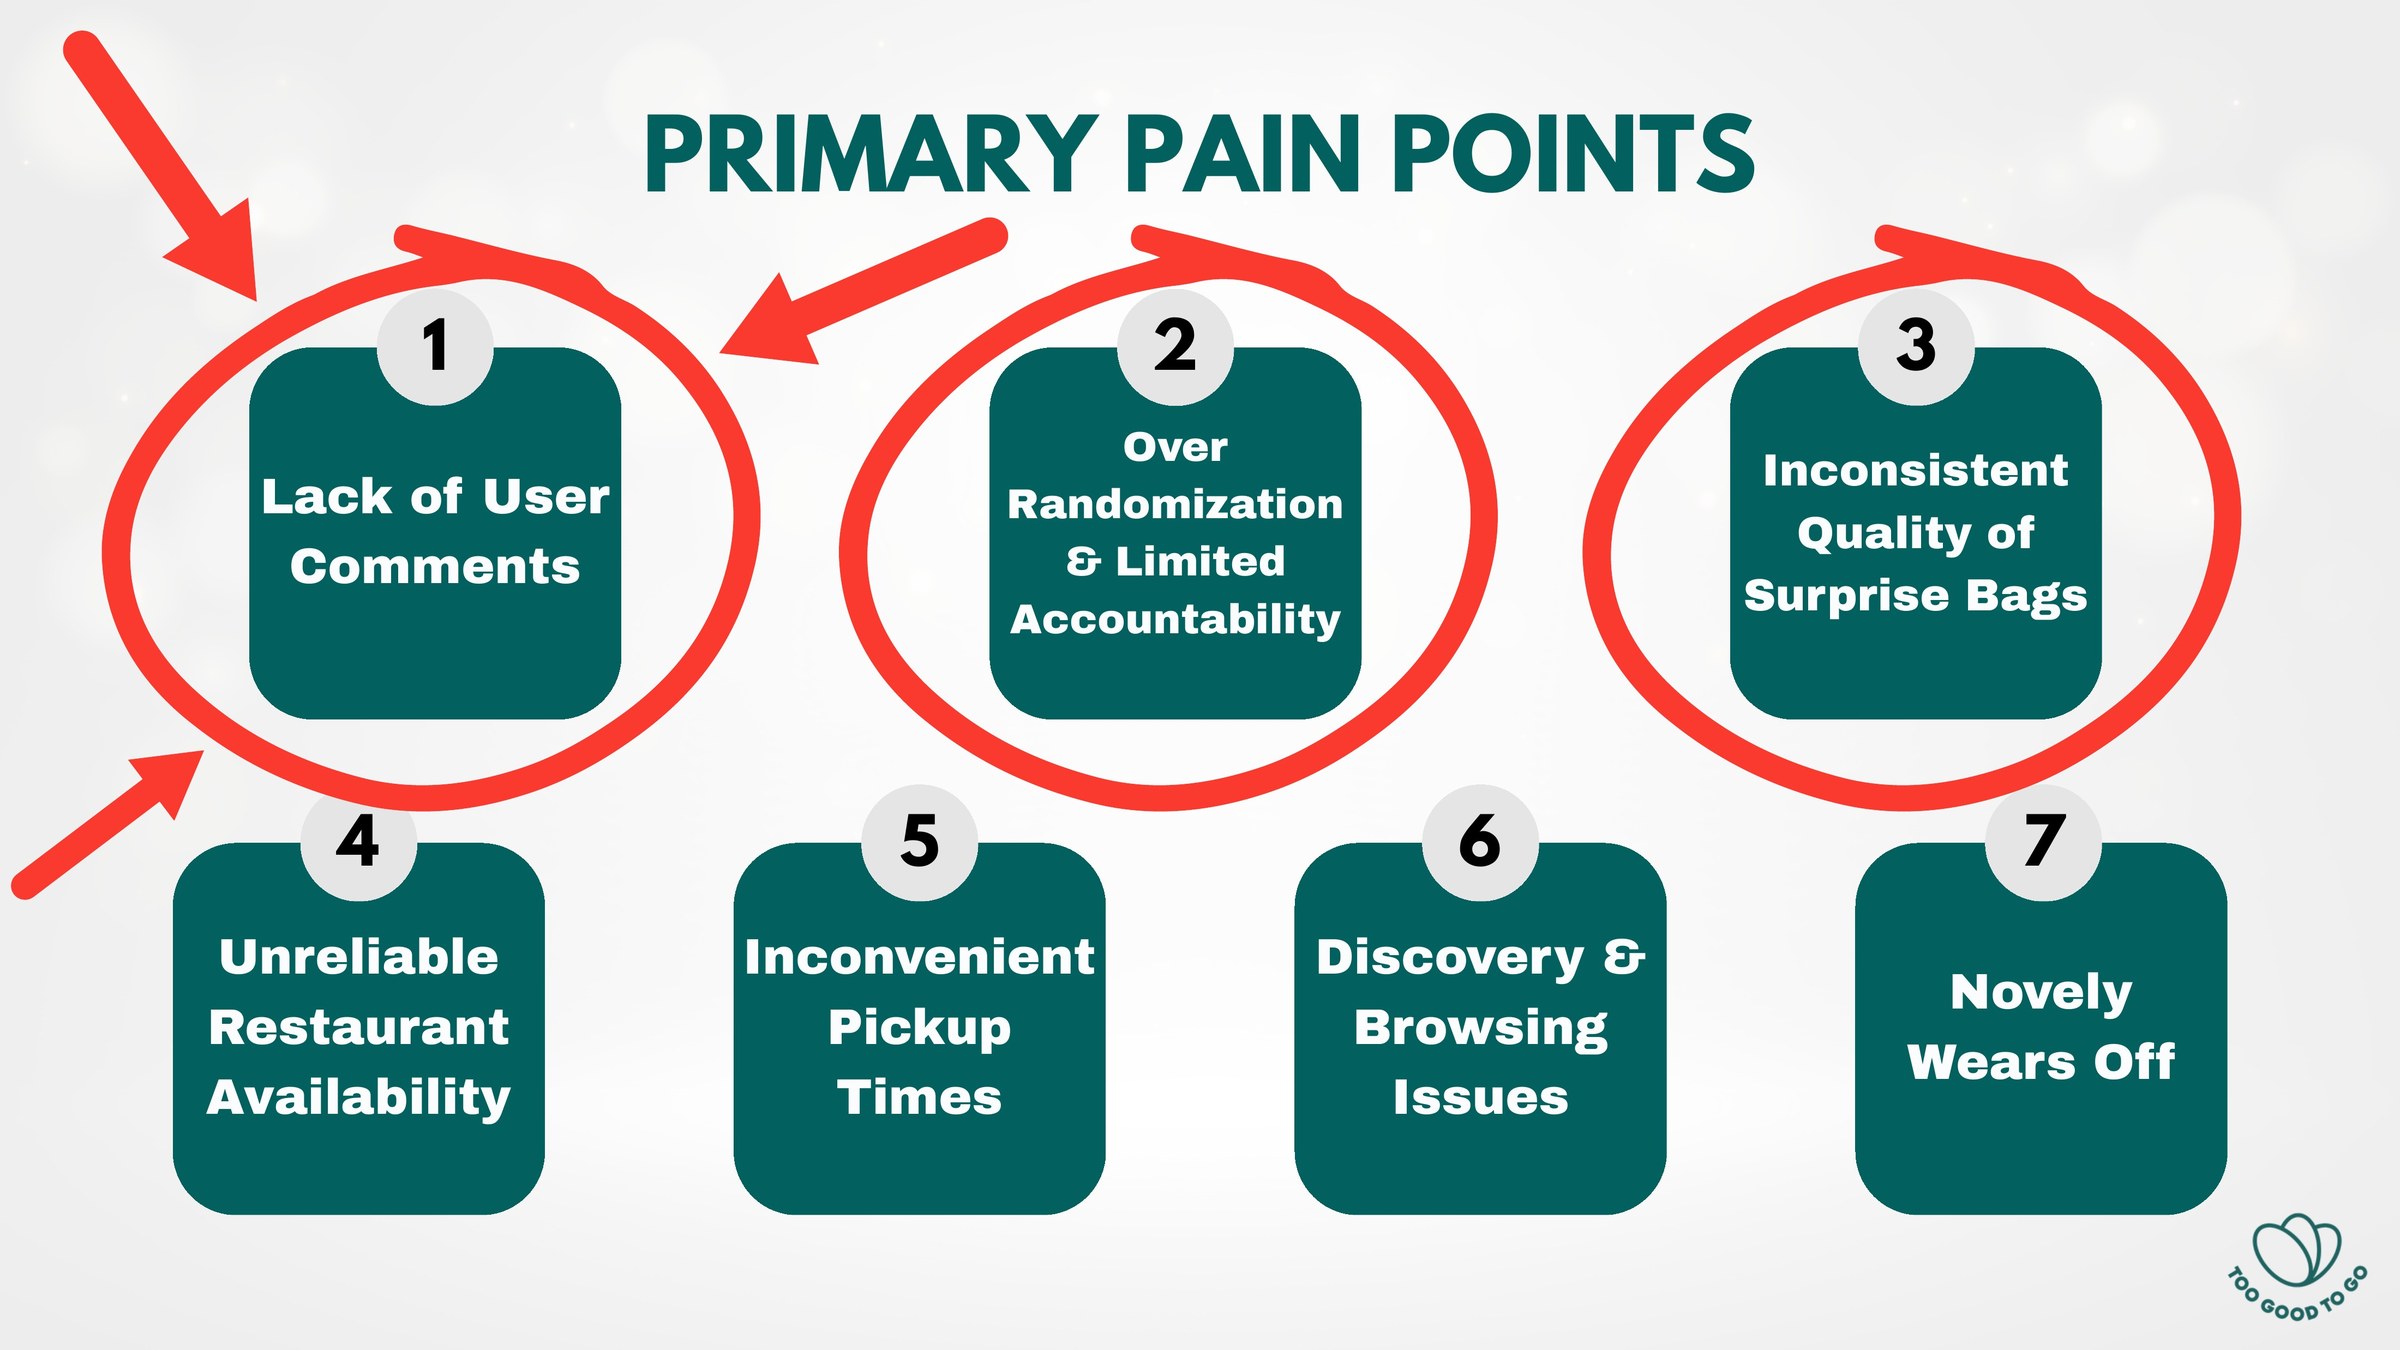 PRIMARY PAIN POINTS
1
Lack of User
Comments
2
Over
Randomization
& Limited
Accountability
3
Inconsistent
Quality of
Surprise Bags
4
Unreliable
Restaurant
Availability
5
Inconvenient
Pickup
Times
6
Discovery &
Browsing
Issues
7
Novely
Wears Off
TOO GOOD TO GO